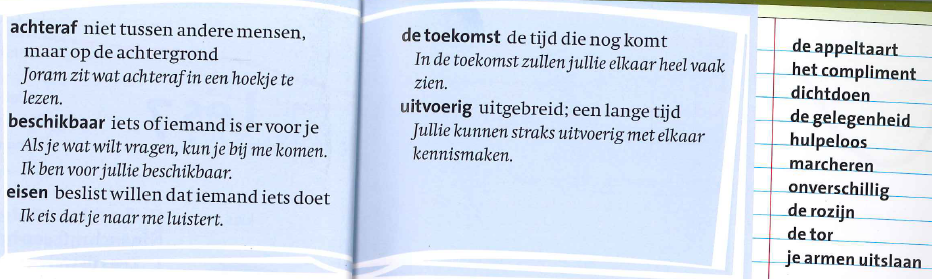 achteraf niet tussen andere mensen,
maar op de achtergrond
Joram zit wat achteraf in een hoekje te
lezen.
beschikbaar iets of iemand is er voor je
Als je wat wilt vragen, kun je bij me komen.
Ik ben voor jullie beschikbaar.
eisen beslist willen dat iemand iets doet
Ik eis dat je naar me luistert.
de toekomst de tijd die nog komt
In de toekomst zullen jullie elkaar heel vaak
zien.
uitvoerig uitgebreid; een lange tijd
Jullie kunnen straks uitvoerig met elkaar
kennismaken.
de appeltaart
het compliment
dichtdoen
de gelegenheid
hulpeloos
marcheren
onverschillig
de rozijn
de tor
je armen uitslaan